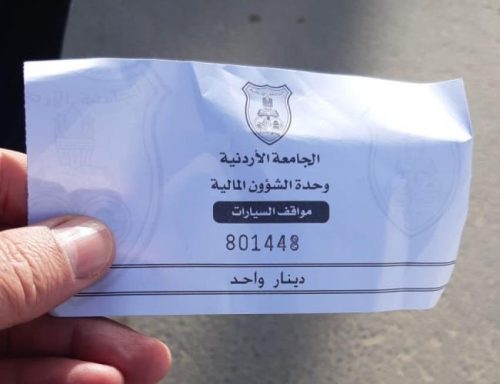 الجامعة الأردنية
وحدة الشؤون المالية
مواقف السيارات
801448
دينار واحد